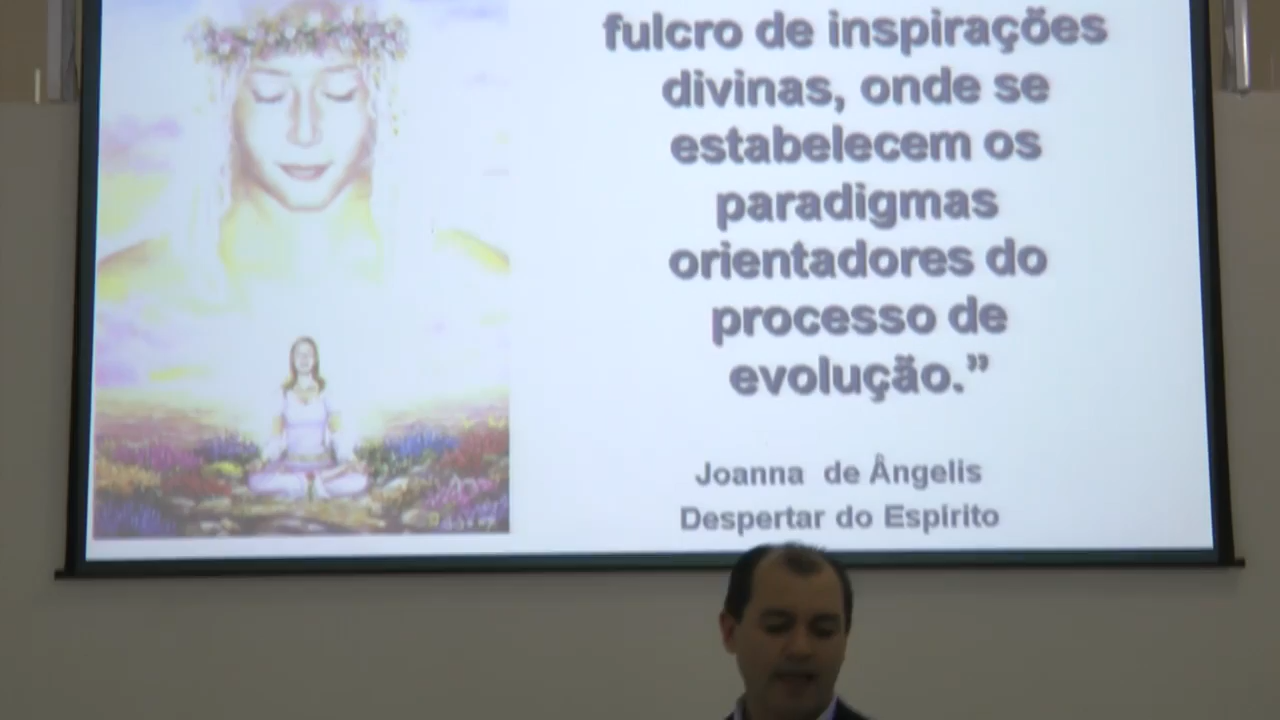 fulcro de inspirações
divinas, onde se
estabelecem os
paradigmas
orientadores do
processo de
evolução.”
Joanna de Ângelis
Despertar do Espírito